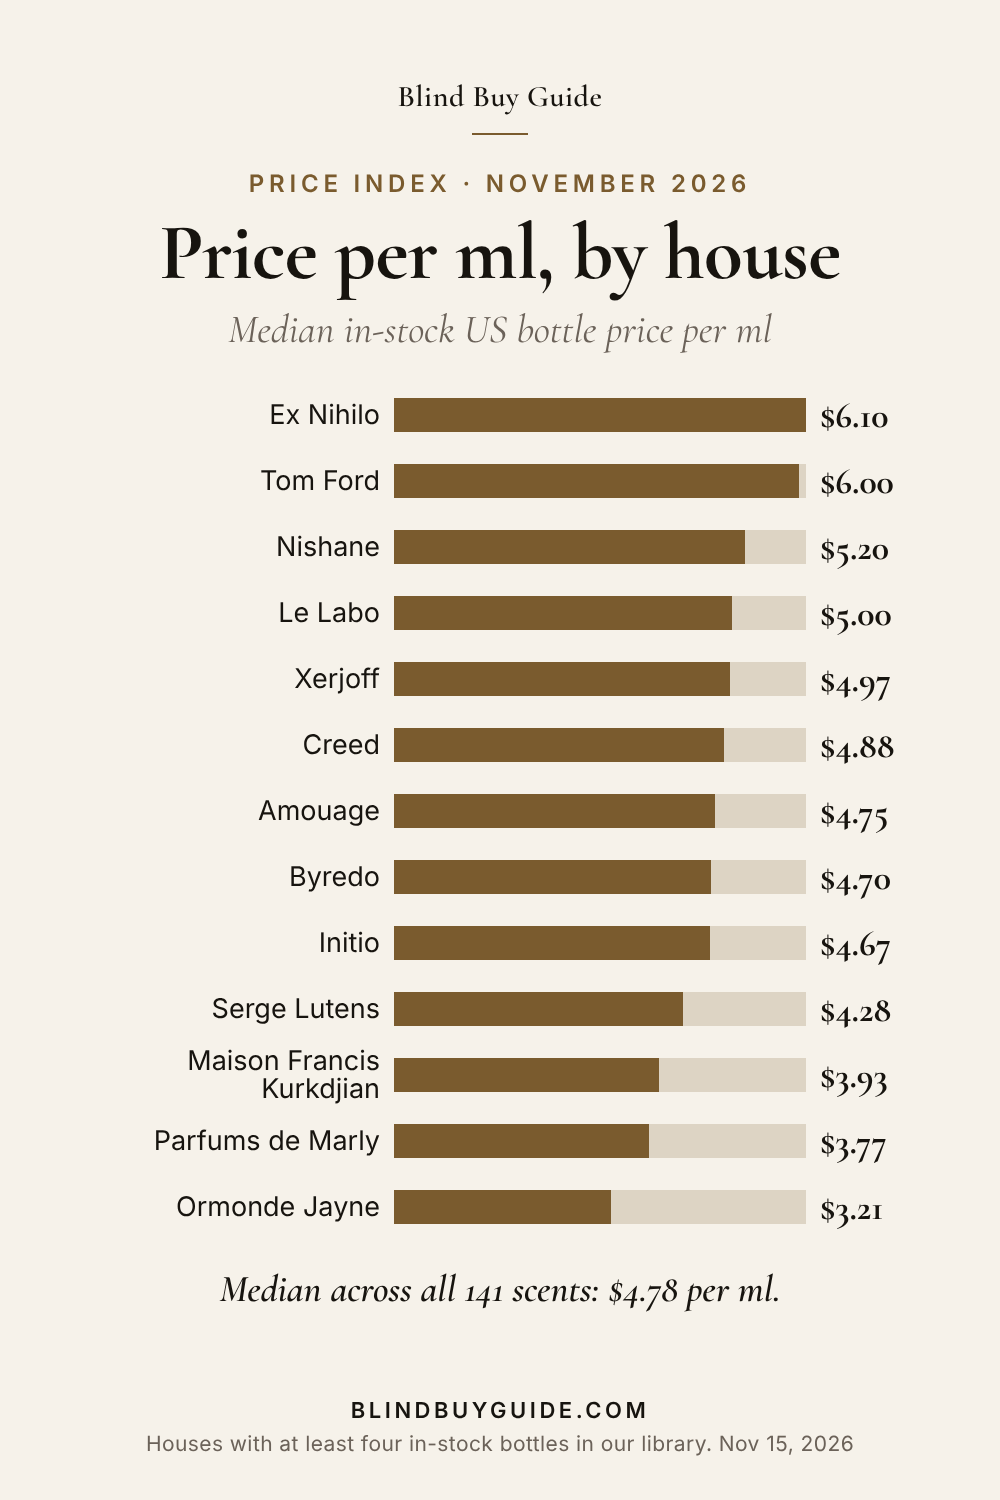 Blind Buy Guide
PRICE INDEX · NOVEMBER 2026
Price per ml, by house
Median in-stock US bottle price per ml
Ex Nihilo $6.10
Tom Ford $6.00
Nishane $5.20
Le Labo $5.00
Xerjoff $4.97
Creed $4.88
Amouage $4.75
Byredo $4.70
Initio $4.67
Serge Lutens $4.28
Maison Francis
Kurkdjian $3.93
Parfums de Marly $3.77
Ormonde Jayne $3.21
Median across all 141 scents: $4.78 per ml.
BLINDBUYGUIDE.COM
Houses with at least four in-stock bottles in our library. Nov 15, 2026